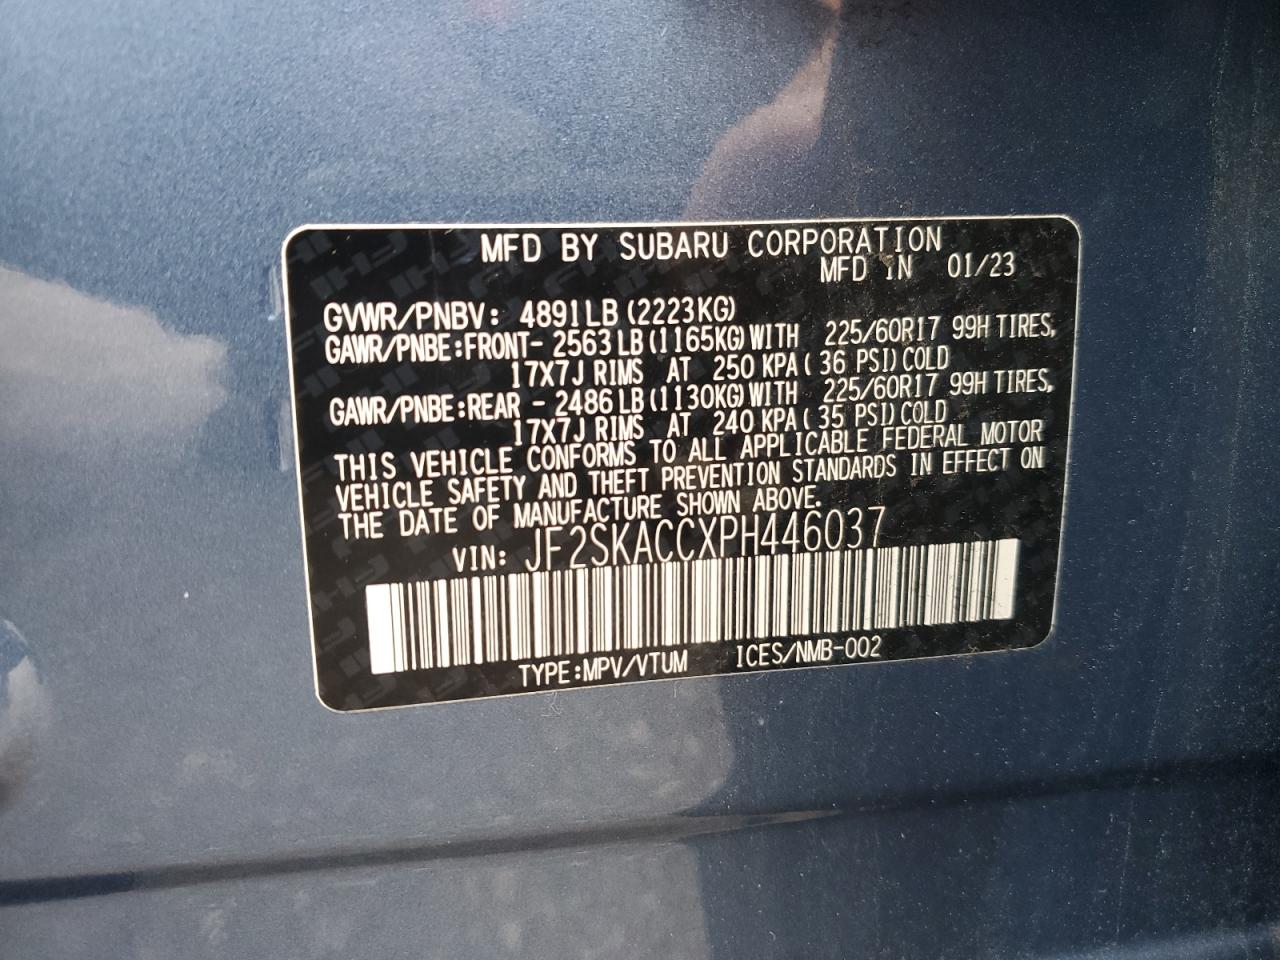 MFD BY SUBARU CORPORATION
MFD IN 01/23
GVWR/PNBV: 4891LB (2223KG)
GAWR/PNBE:FRONT- 2563LB(1165KG)WITH 225/60R17 99H TIRES,
17X7J RIMS AT 250 KPA( 36 PSI)COLD
GAWR/PNBE:REAR - 2486LB(1130KG)WITH 225/60R17 99H TIRES,
17X7J RIMS AT 240 KPA( 35 PSI)COLD
THIS VEHICLE CONFORMS TO ALL APPLICABLE FEDERAL MOTOR
VEHICLE SAFETY AND THEFT PREVENTION STANDARDS IN EFFECT ON
THE DATE OF MANUFACTURE SHOWN ABOVE.
VIN: JF2SKACCXPH446037
TYPE:MPV/VTUM ICES/NMB-002